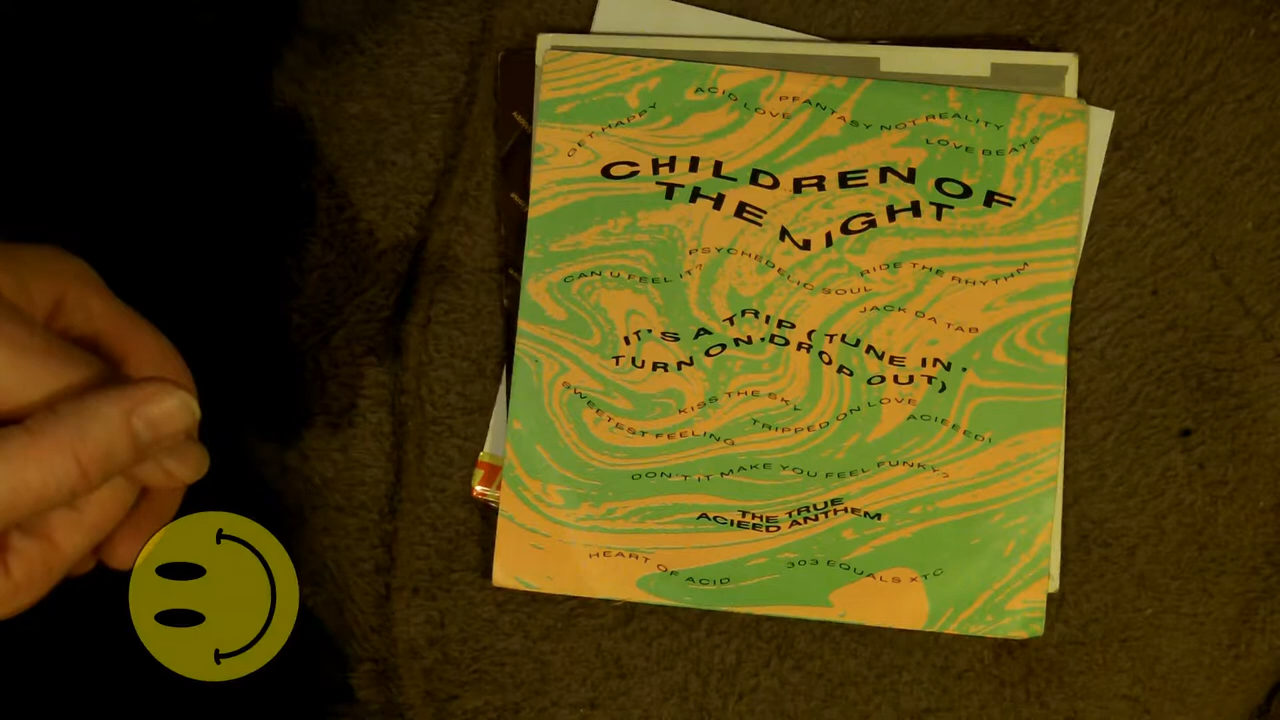 GET HAPPY
ACID LOVE
PFANTASY NOT REALITY
LOVE BEATS
CHILDREN OF
THE NIGHT
CAN U FEEL IT?
PSYCHEDELIC SOUL
RIDE THE RHYTHM
JACK DA TAB
IT'S A TRIP (TUNE IN·
TURN ON·DROP OUT)
SWEETEST FEELING
KISS THE SKY
TRIPPED ON LOVE
ACIEEED!
DON'T IT MAKE YOU FEEL FUNKY?
THE TRUE
ACIEED ANTHEM
HEART OF ACID
303 EQUALS XTC